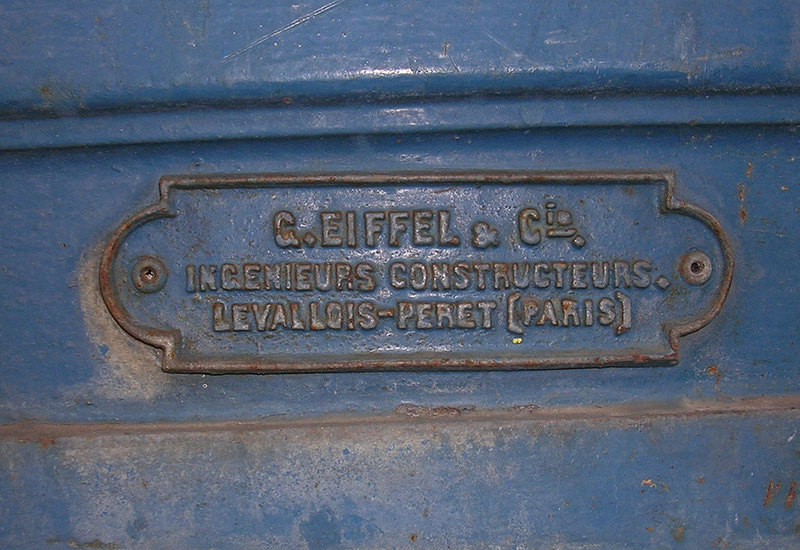 G. EIFFEL & Cie.
INGENIEURS CONSTRUCTEURS.
LEVALLOIS-PERET (PARIS)